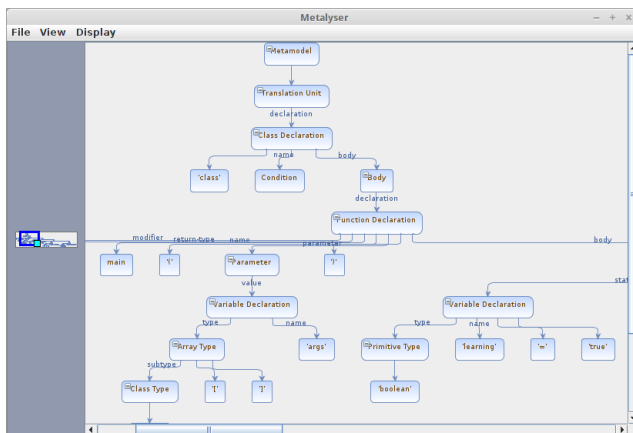 Metalyser
File View Display
Metamodel
Translation Unit
declaration
Class Declaration
name body
'class' Condition Body
declaration
Function Declaration
modifier return-type name parameter body
main '(' Parameter ')'
value
Variable Declaration Variable Declaration
type name type name
Array Type 'args' Primitive Type 'learning' '=' 'true'
subtype
Class Type '[' ']' 'boolean'